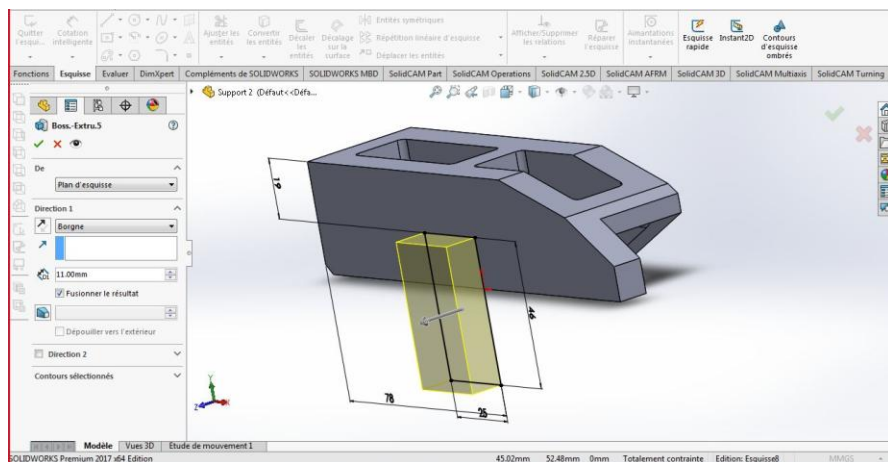 Quitter l'esqui...
Cotation intelligente
Ajuster les entités
Convertir les entités
Décaler les entités
Décalage sur la surface
Entités symétriques
Répétition linéaire d'esquisse
Déplacer les entités
Afficher/Supprimer les relations
Réparer l'esquisse
Aimantations instantanées
Esquisse rapide
Instant2D
Contours d'esquisse ombrés
Fonctions Esquisse Evaluer DimXpert Compléments de SOLIDWORKS SOLIDWORKS MBD SolidCAM Part SolidCAM Operations SolidCAM 2.5D SolidCAM AFRM SolidCAM 3D SolidCAM Multiaxis SolidCAM Turning
Support 2 (Défaut<<Défa...
Boss.-Extru.5
De
Plan d'esquisse
Direction 1
Borgne
11.00mm
Fusionner le résultat
Dépouiller vers l'extérieur
Direction 2
Contours sélectionnés
19
46
78
25
Y
Z
X
Modèle Vues 3D Etude de mouvement 1
SOLIDWORKS Premium 2017 x64 Edition 45.02mm 52.48mm 0mm Totalement contrainte Edition: Esquisse8 MMGS